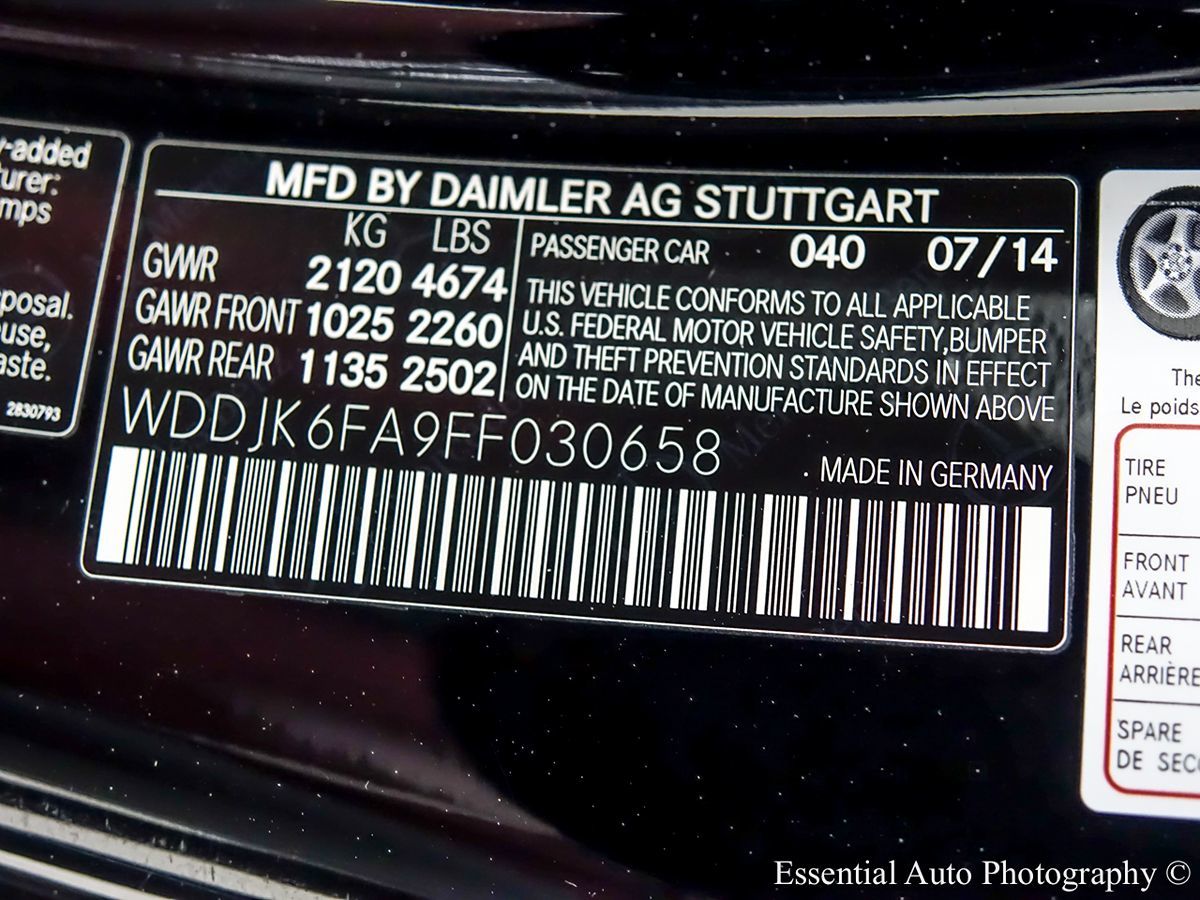 y-added
urer:
mps
posal.
ouse,
aste.
2830793
MFD BY DAIMLER AG STUTTGART
KG LBS
GVWR 2120 4674
GAWR FRONT 1025 2260
GAWR REAR 1135 2502
PASSENGER CAR 040 07/14
THIS VEHICLE CONFORMS TO ALL APPLICABLE
U.S. FEDERAL MOTOR VEHICLE SAFETY,BUMPER
AND THEFT PREVENTION STANDARDS IN EFFECT
ON THE DATE OF MANUFACTURE SHOWN ABOVE
WDDJK6FA9FF030658
MADE IN GERMANY
The
Le poids
TIRE
PNEU
FRONT
AVANT
REAR
ARRIÈRE
SPARE
DE SECO
Essential Auto Photography ©